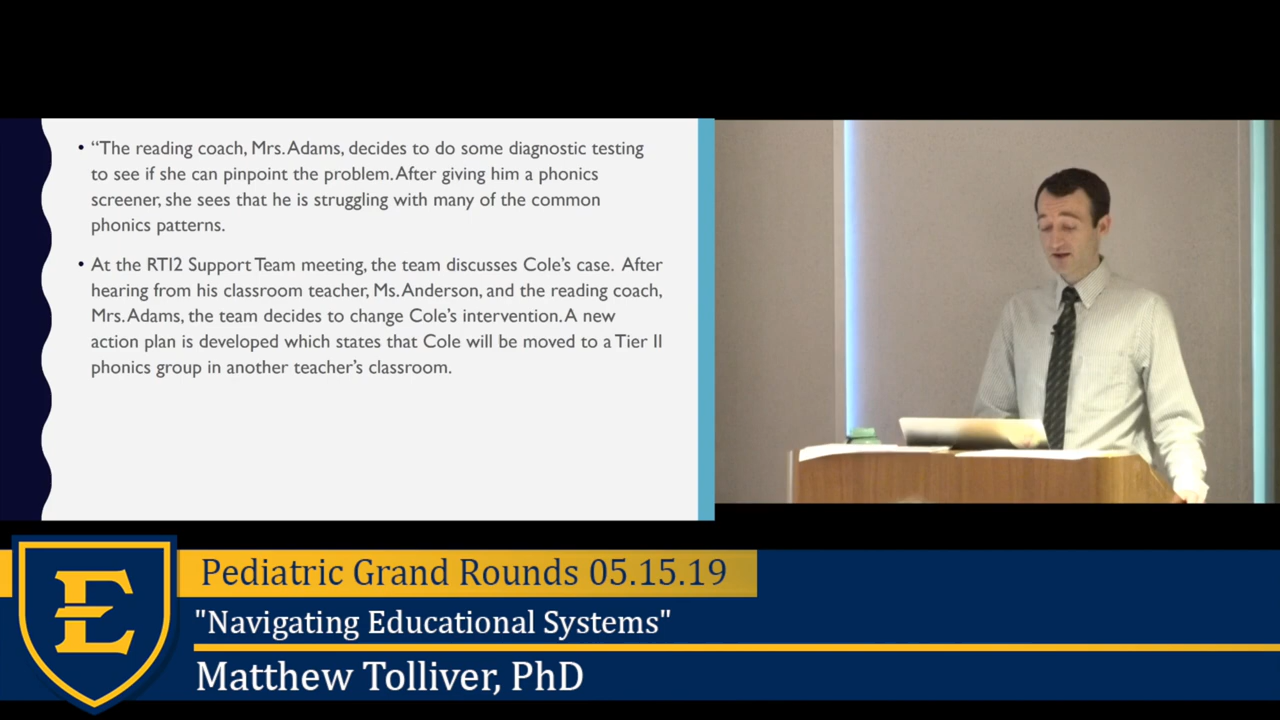 • “The reading coach, Mrs. Adams, decides to do some diagnostic testing
to see if she can pinpoint the problem. After giving him a phonics
screener, she sees that he is struggling with many of the common
phonics patterns.
• At the RTI2 Support Team meeting, the team discusses Cole’s case. After
hearing from his classroom teacher, Ms. Anderson, and the reading coach,
Mrs. Adams, the team decides to change Cole’s intervention. A new
action plan is developed which states that Cole will be moved to a Tier II
phonics group in another teacher’s classroom.
E
Pediatric Grand Rounds 05.15.19
"Navigating Educational Systems"
Matthew Tolliver, PhD